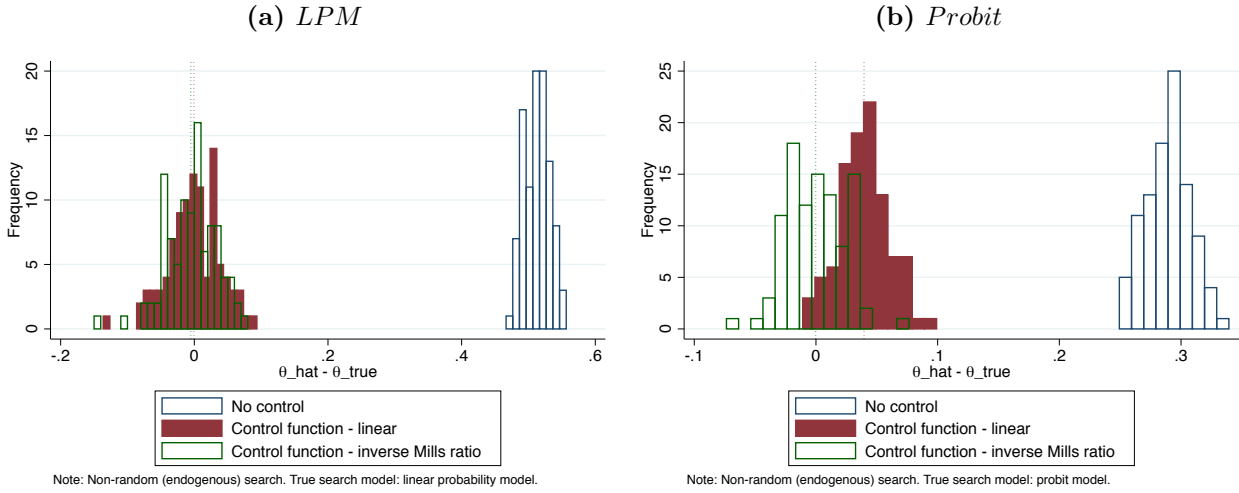 (a) LPM
Frequency
20
15
10
5
0
-.2
0
.2
.4
.6
θ_hat - θ_true
No control
Control function - linear
Control function - inverse Mills ratio
Note: Non-random (endogenous) search. True search model: linear probability model.
(b) Probit
Frequency
25
20
15
10
5
0
-.1
0
.1
.2
.3
θ_hat - θ_true
No control
Control function - linear
Control function - inverse Mills ratio
Note: Non-random (endogenous) search. True search model: probit model.